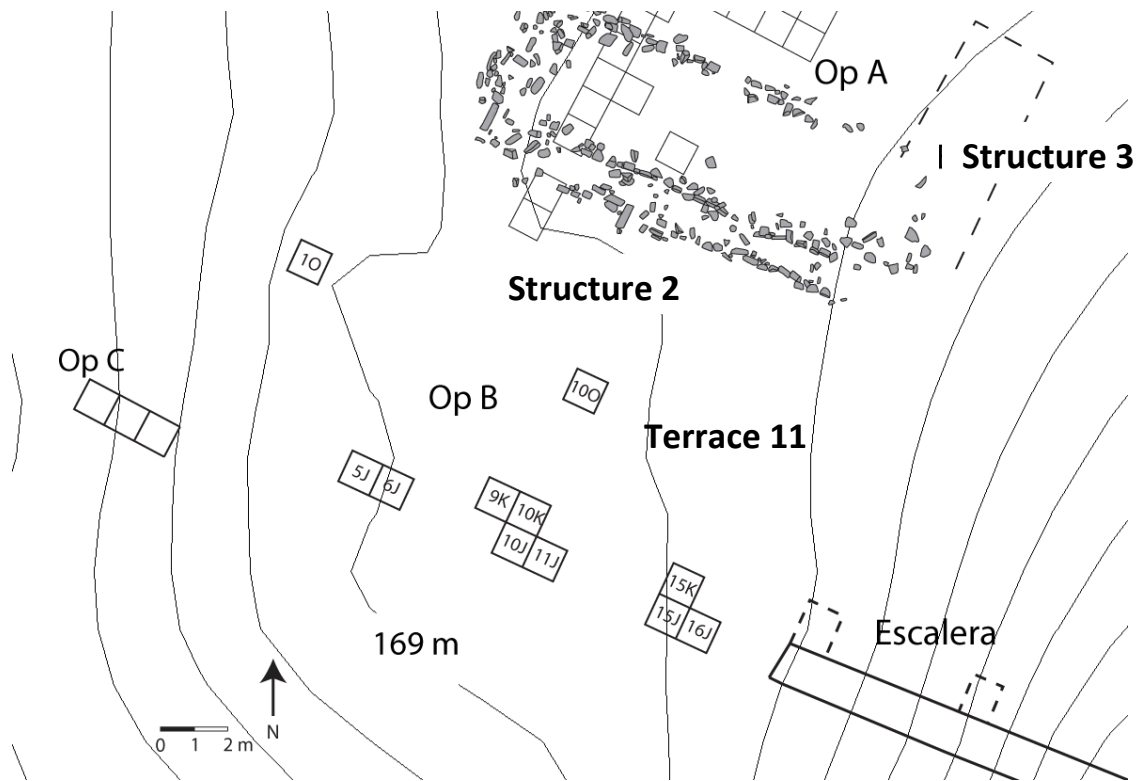 Op A
Structure 3
1O
Structure 2
Op C
Op B
10O
Terrace 11
5J 6J
9K 10K
10J 11J
15K
15J 16J
169 m
Escalera
N
0 1 2 m